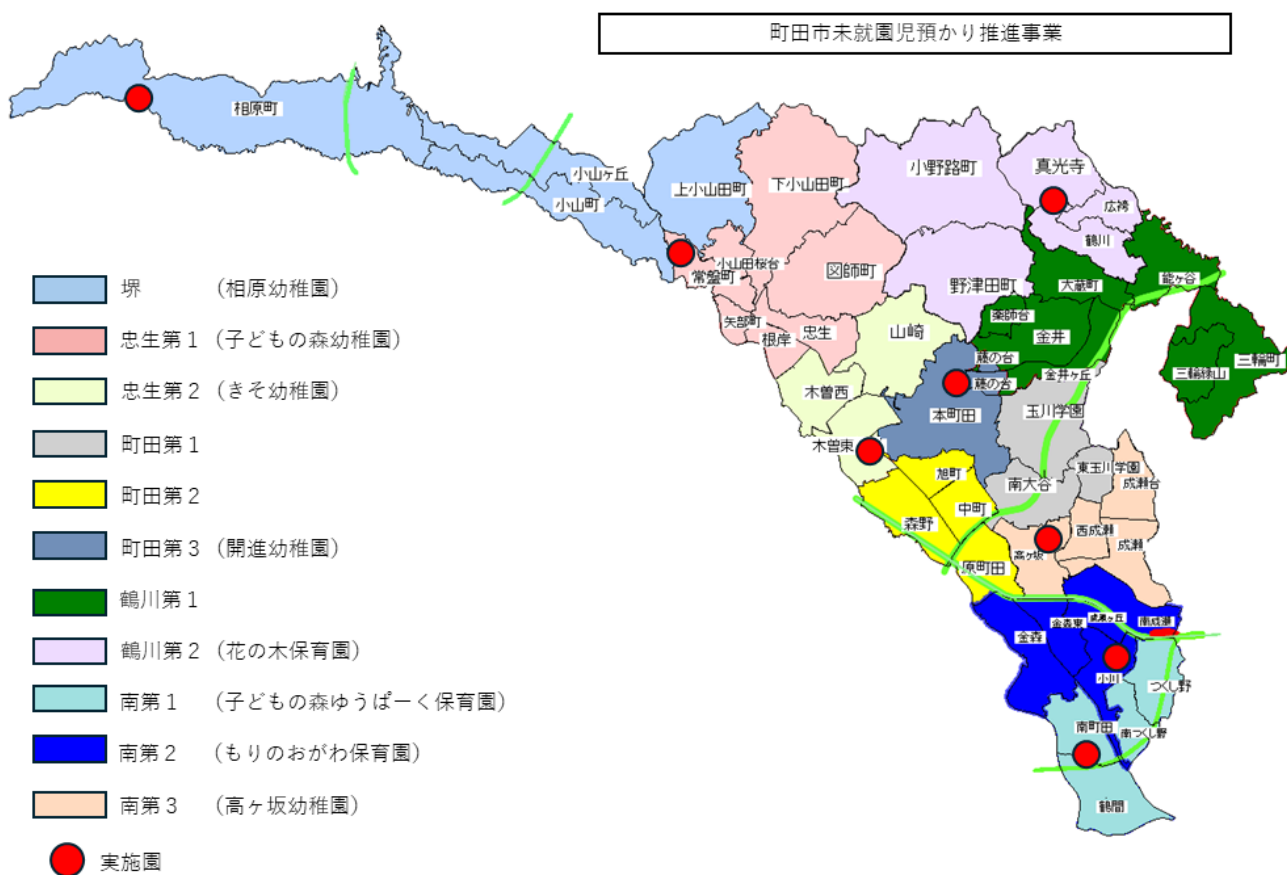 町田市未就園児預かり推進事業
相原町
小山ヶ丘
小山町
上小山田町
下小山田町
小野路町
真光寺
広袴
鶴川
能ヶ谷
小山田桜台
常盤町
図師町
野津田町
大蔵町
矢部町
根岸
忠生
山崎
薬師台
金井
藤の台
藤の台
金井ヶ丘
三輪緑山
三輪町
木曽西
本町田
玉川学園
木曽東
旭町
南大谷
東玉川学園
成瀬台
森野
中町
西成瀬
成瀬
高ヶ坂
原町田
金森
金森東
成瀬ヶ丘
南成瀬
小川
つくし野
南町田
南つくし野
鶴間
堺 (相原幼稚園)
忠生第1 (子どもの森幼稚園)
忠生第2 (きそ幼稚園)
町田第1
町田第2
町田第3 (開進幼稚園)
鶴川第1
鶴川第2 (花の木保育園)
南第1 (子どもの森ゆうぱーく保育園)
南第2 (もりのおがわ保育園)
南第3 (高ヶ坂幼稚園)
実施園